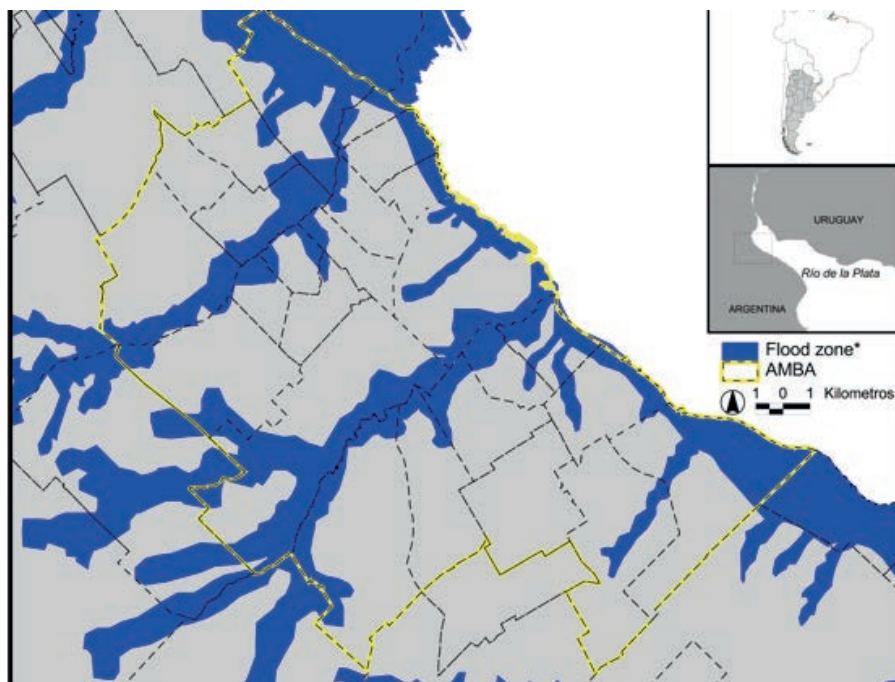 URUGUAY
Río de la Plata
ARGENTINA
Flood zone*
AMBA
1 0 1 Kilometros